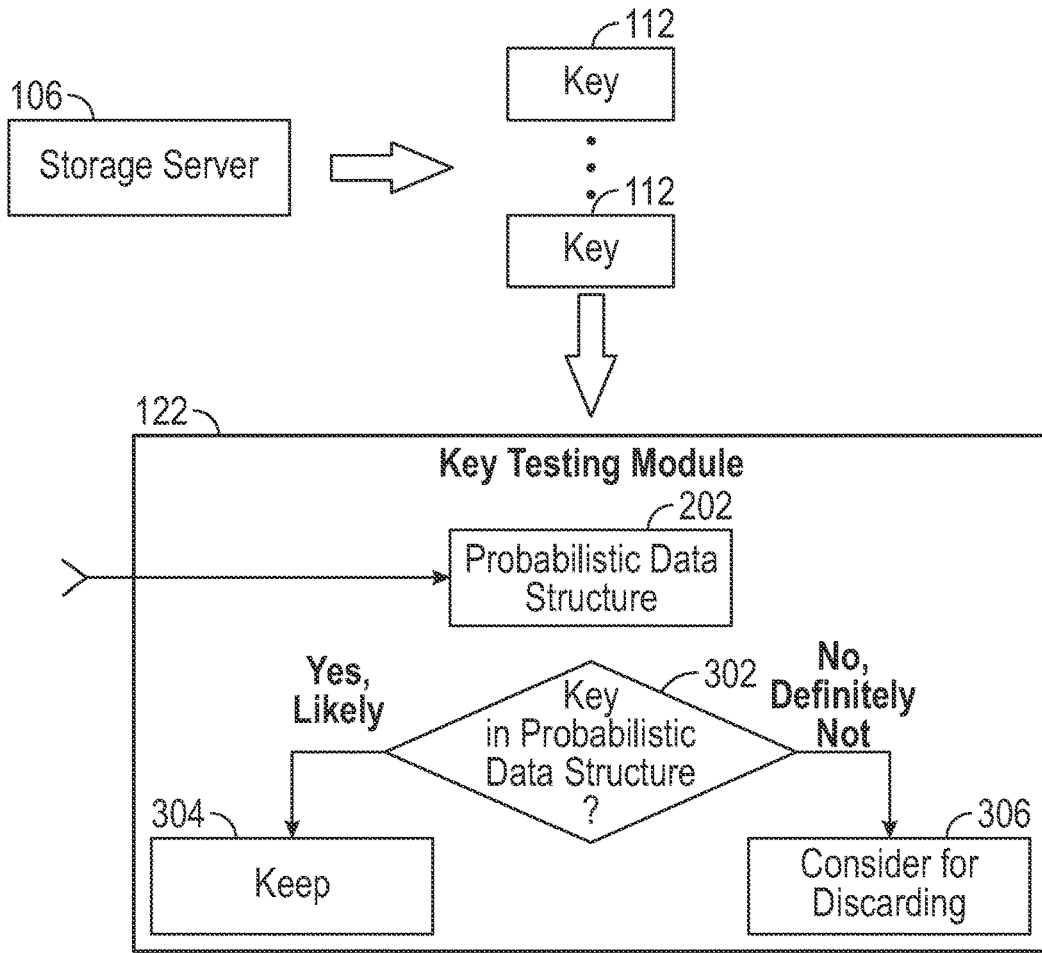 112
Key
106
Storage Server
112
Key
122
Key Testing Module
202
Probabilistic Data
Structure
Yes,
Likely
302
No,
Definitely
Not
Key
in Probabilistic
Data Structure
?
304
Keep
306
Consider for
Discarding